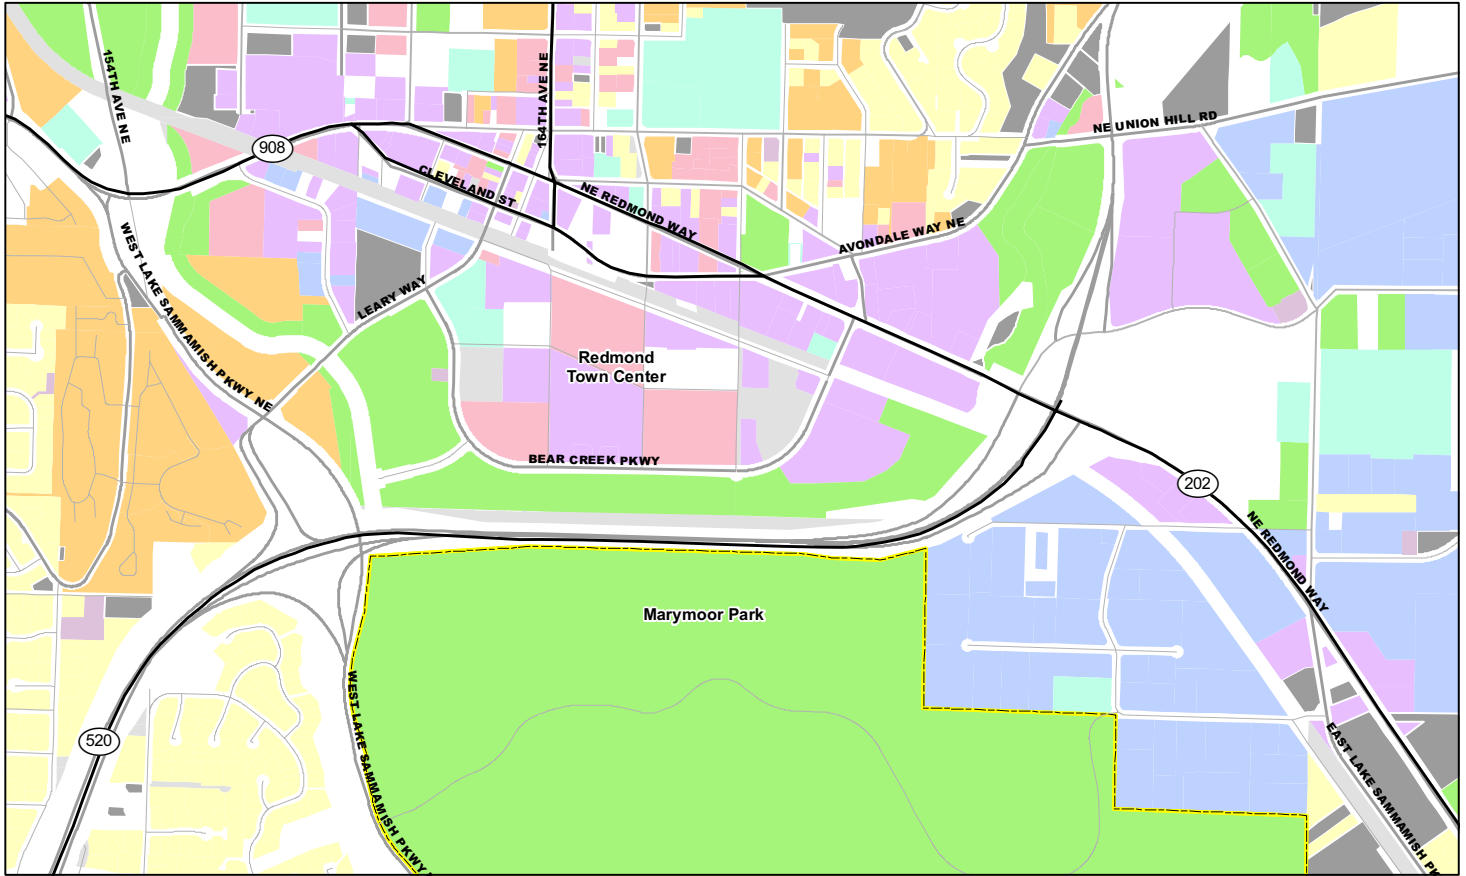 154TH AVE NE
164TH AVE NE
NE UNION HILL RD
908
CLEVELAND ST
NE REDMOND WAY
AVONDALE WAY NE
WEST LAKE SAMMAMISH PKWY NE
LEARY WAY
Redmond
Town Center
BEAR CREEK PKWY
202
NE REDMOND WAY
Marymoor Park
WEST LAKE SAMMAMISH PKWY
520
EAST LAKE SAMMAMISH PK